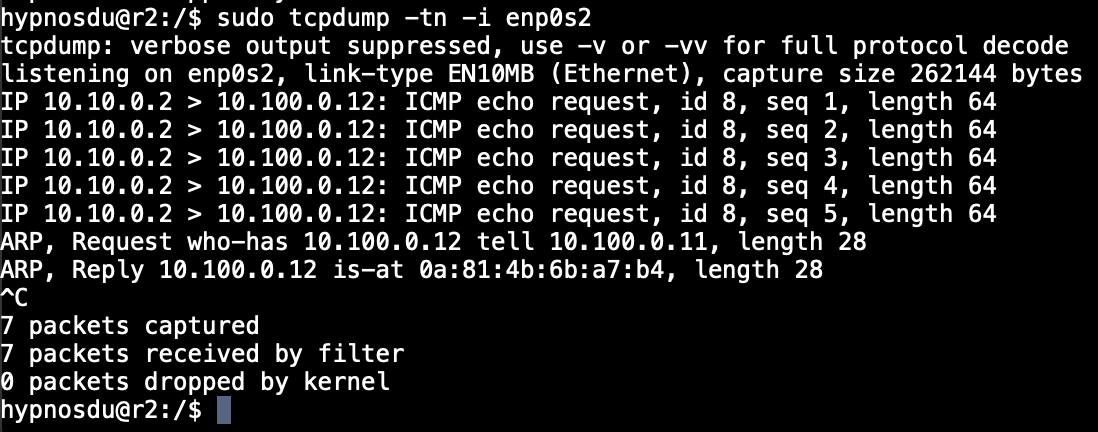 hypnosdu@r2:/$ sudo tcpdump -tn -i enp0s2
tcpdump: verbose output suppressed, use -v or -vv for full protocol decode
listening on enp0s2, link-type EN10MB (Ethernet), capture size 262144 bytes
IP 10.10.0.2 > 10.100.0.12: ICMP echo request, id 8, seq 1, length 64
IP 10.10.0.2 > 10.100.0.12: ICMP echo request, id 8, seq 2, length 64
IP 10.10.0.2 > 10.100.0.12: ICMP echo request, id 8, seq 3, length 64
IP 10.10.0.2 > 10.100.0.12: ICMP echo request, id 8, seq 4, length 64
IP 10.10.0.2 > 10.100.0.12: ICMP echo request, id 8, seq 5, length 64
ARP, Request who-has 10.100.0.12 tell 10.100.0.11, length 28
ARP, Reply 10.100.0.12 is-at 0a:81:4b:6b:a7:b4, length 28
^C
7 packets captured
7 packets received by filter
0 packets dropped by kernel
hypnosdu@r2:/$